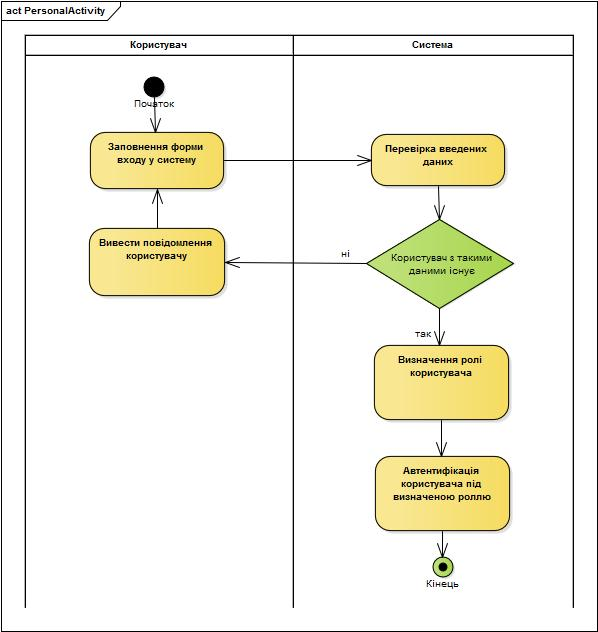 act PersonalActivity
Користувач
Система
Початок
Заповнення форми
входу у систему
Перевірка введених
даних
Вивести повідомлення
користувачу
ні
Користувач з такими
даними існує
так
Визначення ролі
користувача
Автентифікація
користувача під
визначеною роллю
Кінець